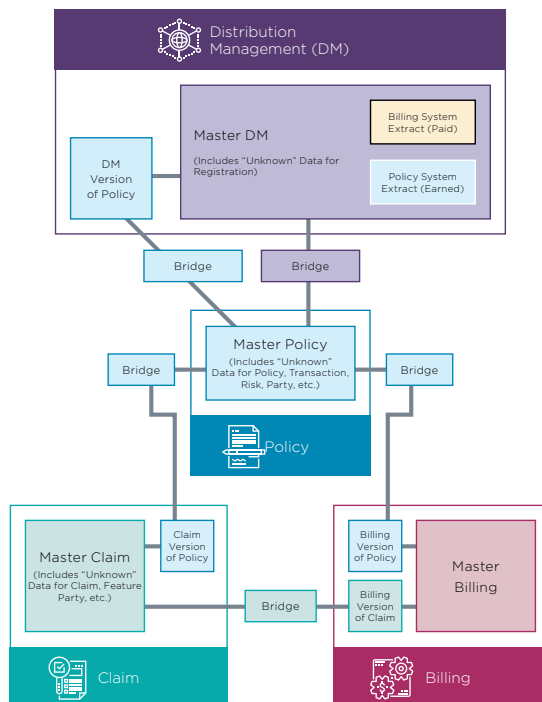 Distribution
Management (DM)
Master DM
(Includes “Unknown” Data for
Registration)
Billing System
Extract (Paid)
Policy System
Extract (Earned)
DM
Version
of Policy
Bridge
Bridge
Master Policy
(Includes “Unknown”
Data for Policy, Transaction,
Risk, Party, etc.)
Bridge
Bridge
Policy
Master Claim
(Includes “Unknown”
Data for Claim, Feature
Party, etc.)
Claim
Version
of Policy
Billing
Version
of Policy
Master
Billing
Bridge
Billing
Version
of Claim
Claim
Billing